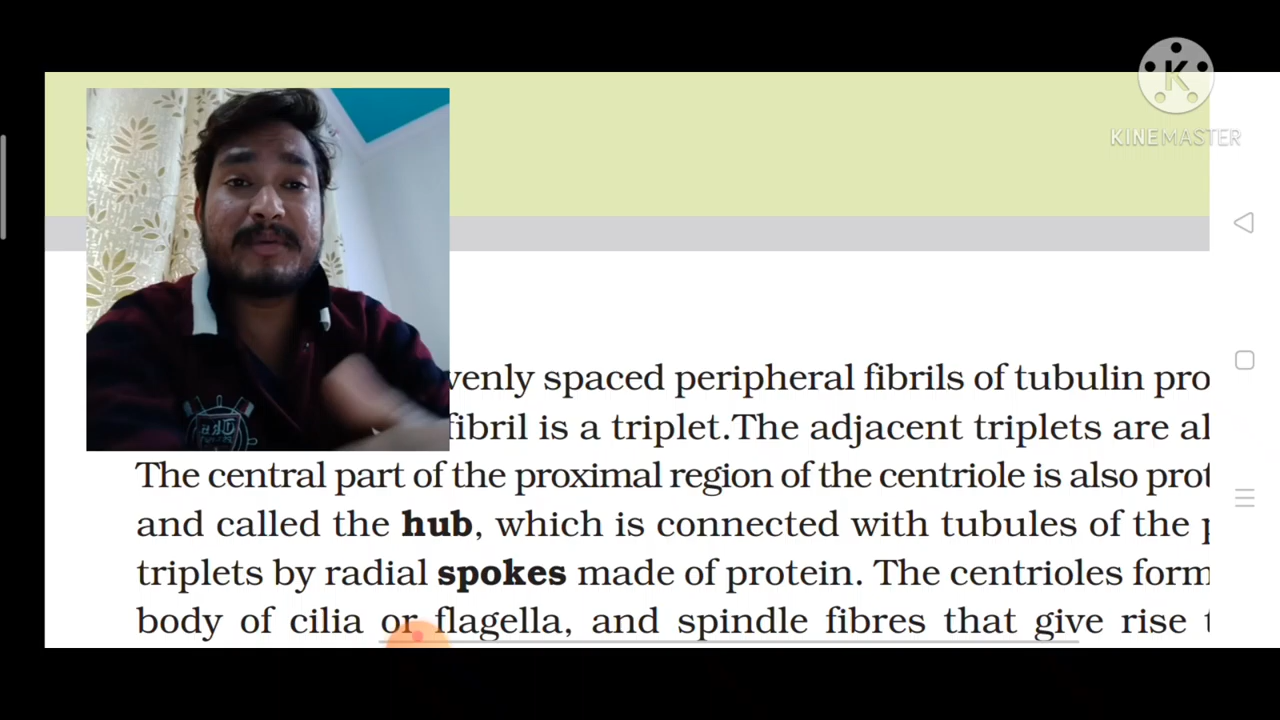 K
KINEMASTER
venly spaced peripheral fibrils of tubulin pro
fibril is a triplet.The adjacent triplets are al
The central part of the proximal region of the centriole is also prot
and called the hub, which is connected with tubules of the p
triplets by radial spokes made of protein. The centrioles form
body of cilia or flagella, and spindle fibres that give rise t